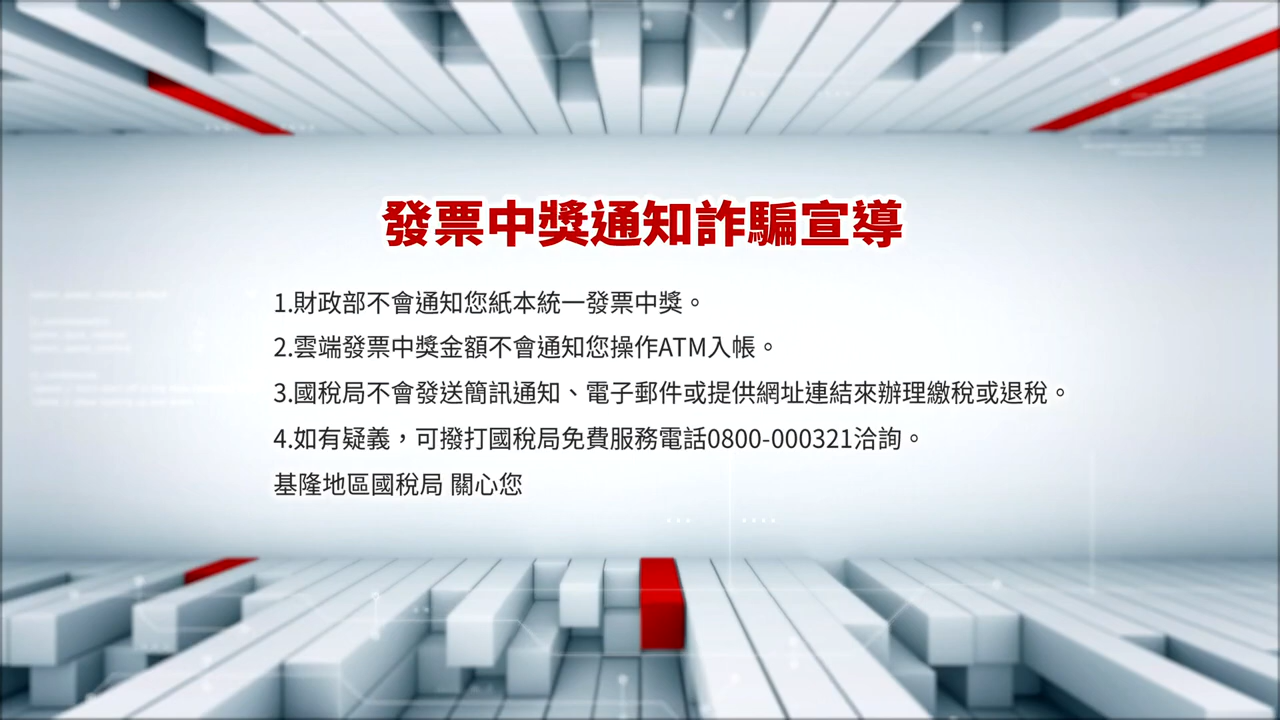 發票中獎通知詐騙宣導
1.財政部不會通知您紙本統一發票中獎。
2.雲端發票中獎金額不會通知您操作ATM入帳。
3.國稅局不會發送簡訊通知、電子郵件或提供網址連結來辦理繳稅或退稅。
4.如有疑義，可撥打國稅局免費服務電話0800-000321洽詢。
基隆地區國稅局 關心您